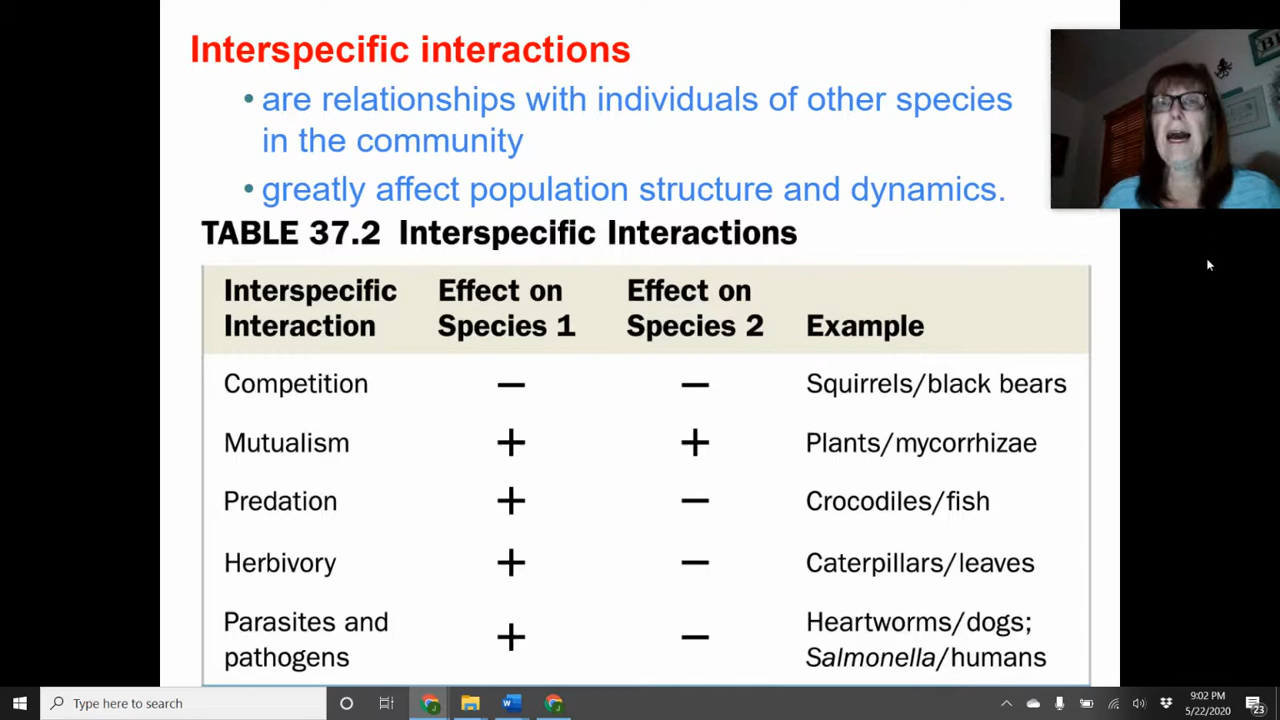 Interspecific interactions
• are relationships with individuals of other species
in the community
• greatly affect population structure and dynamics.
TABLE 37.2 Interspecific Interactions
Interspecific Interaction Effect on Species 1 Effect on Species 2 Example
Competition − − Squirrels/black bears
Mutualism + + Plants/mycorrhizae
Predation + − Crocodiles/fish
Herbivory + − Caterpillars/leaves
Parasites and pathogens + − Heartworms/dogs; Salmonella/humans
Type here to search
9:02 PM
5/22/2020
23